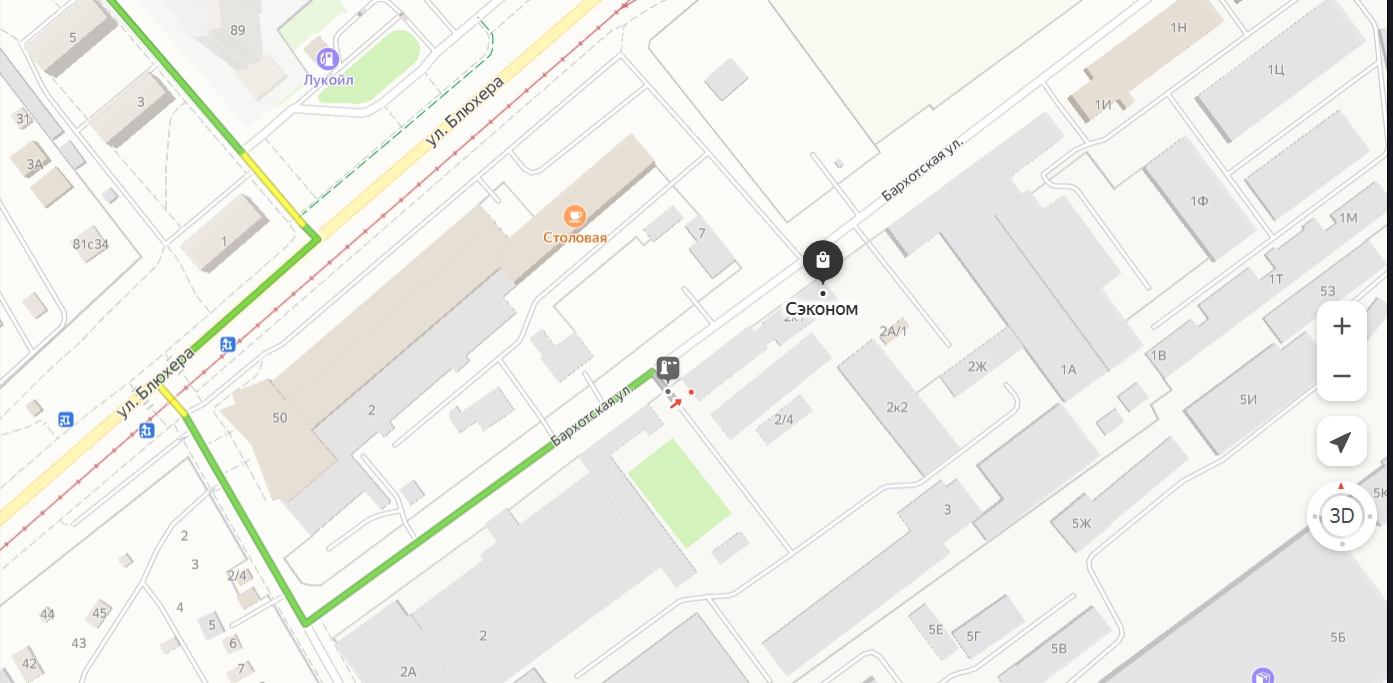 5
89
1Н
Лукойл
1Ц
3
1И
ул. Блюхера
31
3А
Бархотская ул.
1Ф
1М
81с34
1
Столовая
7
1Т
53
Сэконом
2А/1
1В
ул. Блюхера
2Ж
1А
5И
50
2
Бархотская ул.
2/4
2к2
3
5Ж
3D
2
3
2/4
4
44
45
5
43
6
2
5Е
5Г
5В
5Б
42
7
2А